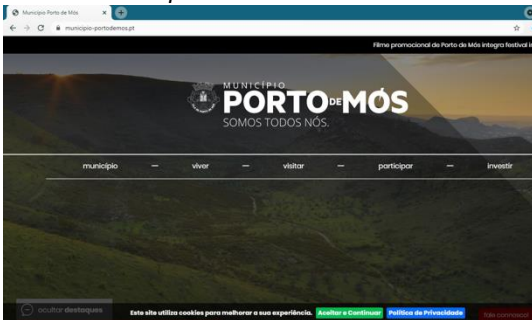 Município Porto de Mós
municipio-portodemos.pt
Filme promocional de Porto de Mós integra festival
MUNICÍPIO
PORTO DE MÓS
SOMOS TODOS NÓS.
município — viver — visitar — participar — investir
ocultar destaques
Este site utiliza cookies para melhorar a sua experiência. Aceitar e Continuar Política de Privacidade